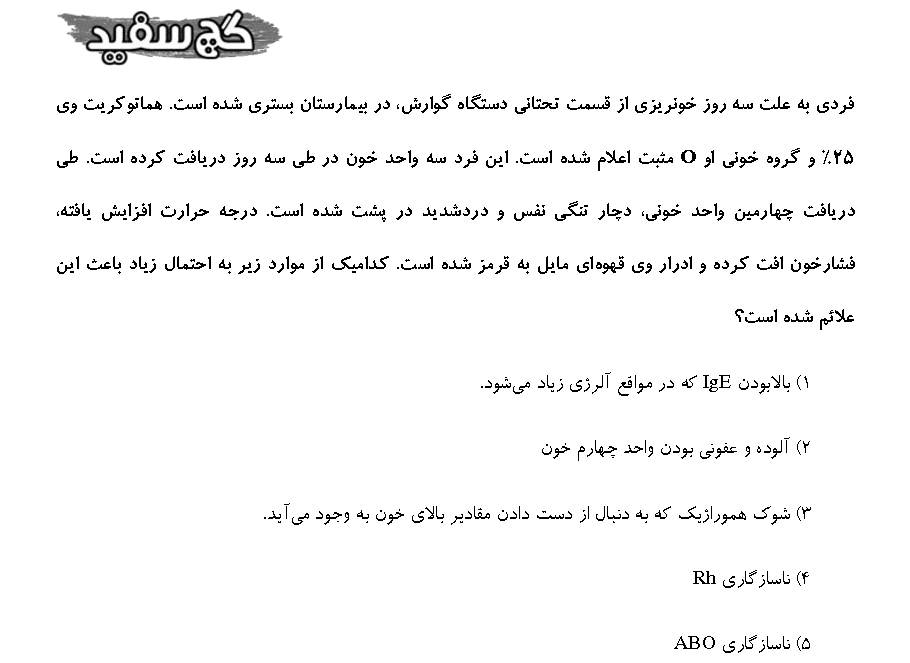 گچ سفید
فردی به علت سه روز خونریزی از قسمت تحتانی دستگاه گوارش، در بیمارستان بستری شده است. هماتوکریت وی
۲۵٪ و گروه خونی او O مثبت اعلام شده است. این فرد سه واحد خون در طی سه روز دریافت کرده است. طی
دریافت چهارمین واحد خونی، دچار تنگی نفس و دردشدید در پشت شده است. درجه حرارت افزایش یافته،
فشارخون افت کرده و ادرار وی قهوه‌ای مایل به قرمز شده است. کدامیک از موارد زیر به احتمال زیاد باعث این
علائم شده است؟
۱) بالابودن IgE که در مواقع آلرژی زیاد می‌شود.
۲) آلوده و عفونی بودن واحد چهارم خون
۳) شوک هموراژیک که به دنبال از دست دادن مقادیر بالای خون به وجود می‌آید.
۴) ناسازگاری Rh
۵) ناسازگاری ABO